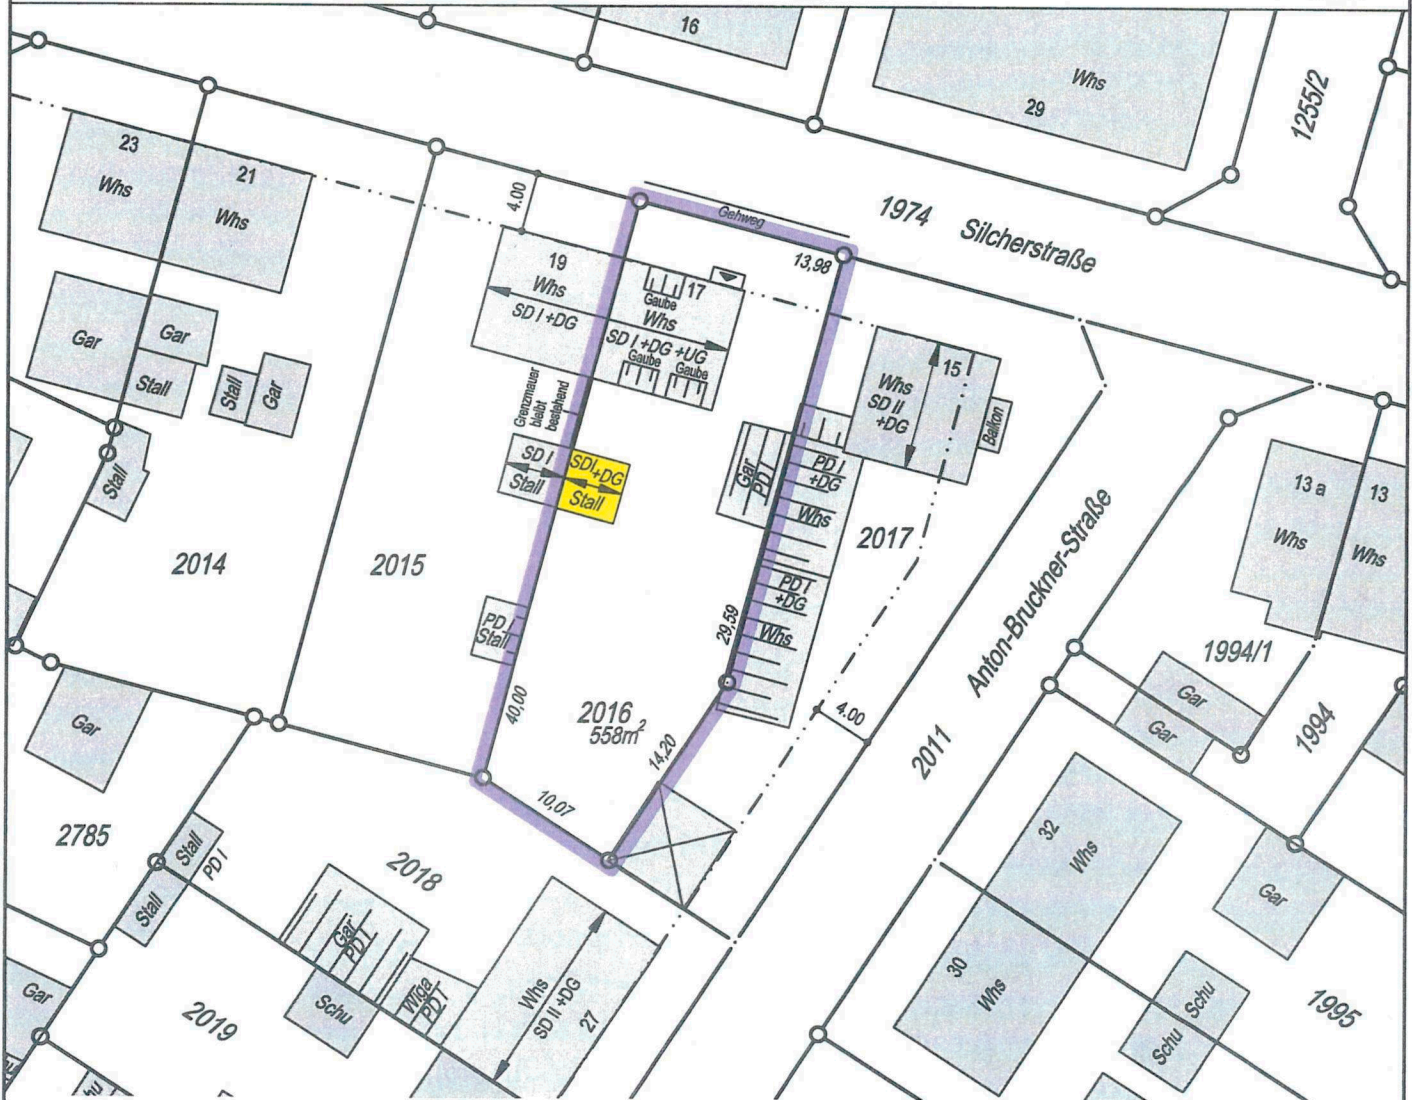 16
Whs
29
1255/2
23
Whs
21
Whs
4.00
Gehweg
13,98
1974 Silcherstraße
19
Whs
SD I +DG
17
Gaube
Whs
SD I +DG +UG
Gaube
Gaube
Gar
Gar
Stall
Stall
Gar
Stall
Grenzmauer
bleibt
bestehend
SD I
Stall
SDI
+DG
Stall
Gar
PD I
PD I
+DG
Whs
15
Whs
SD II
+DG
Balkon
13 a
Whs
13
Whs
2014
2015
2017
Anton-Bruckner-Straße
PD I
Stall
PD I
+DG
Whs
29,59
1994/1
40,00
2016
558m²
14,20
4.00
Gar
Gar
1994
2011
Gar
10,07
2785
Stall
PD I
Stall
2018
32
Whs
Gar
Gar
PD I
Wiga
PD I
Schu
Whs
SD II +DG
27
30
Whs
Schu
Schu
1995
Gar
2019